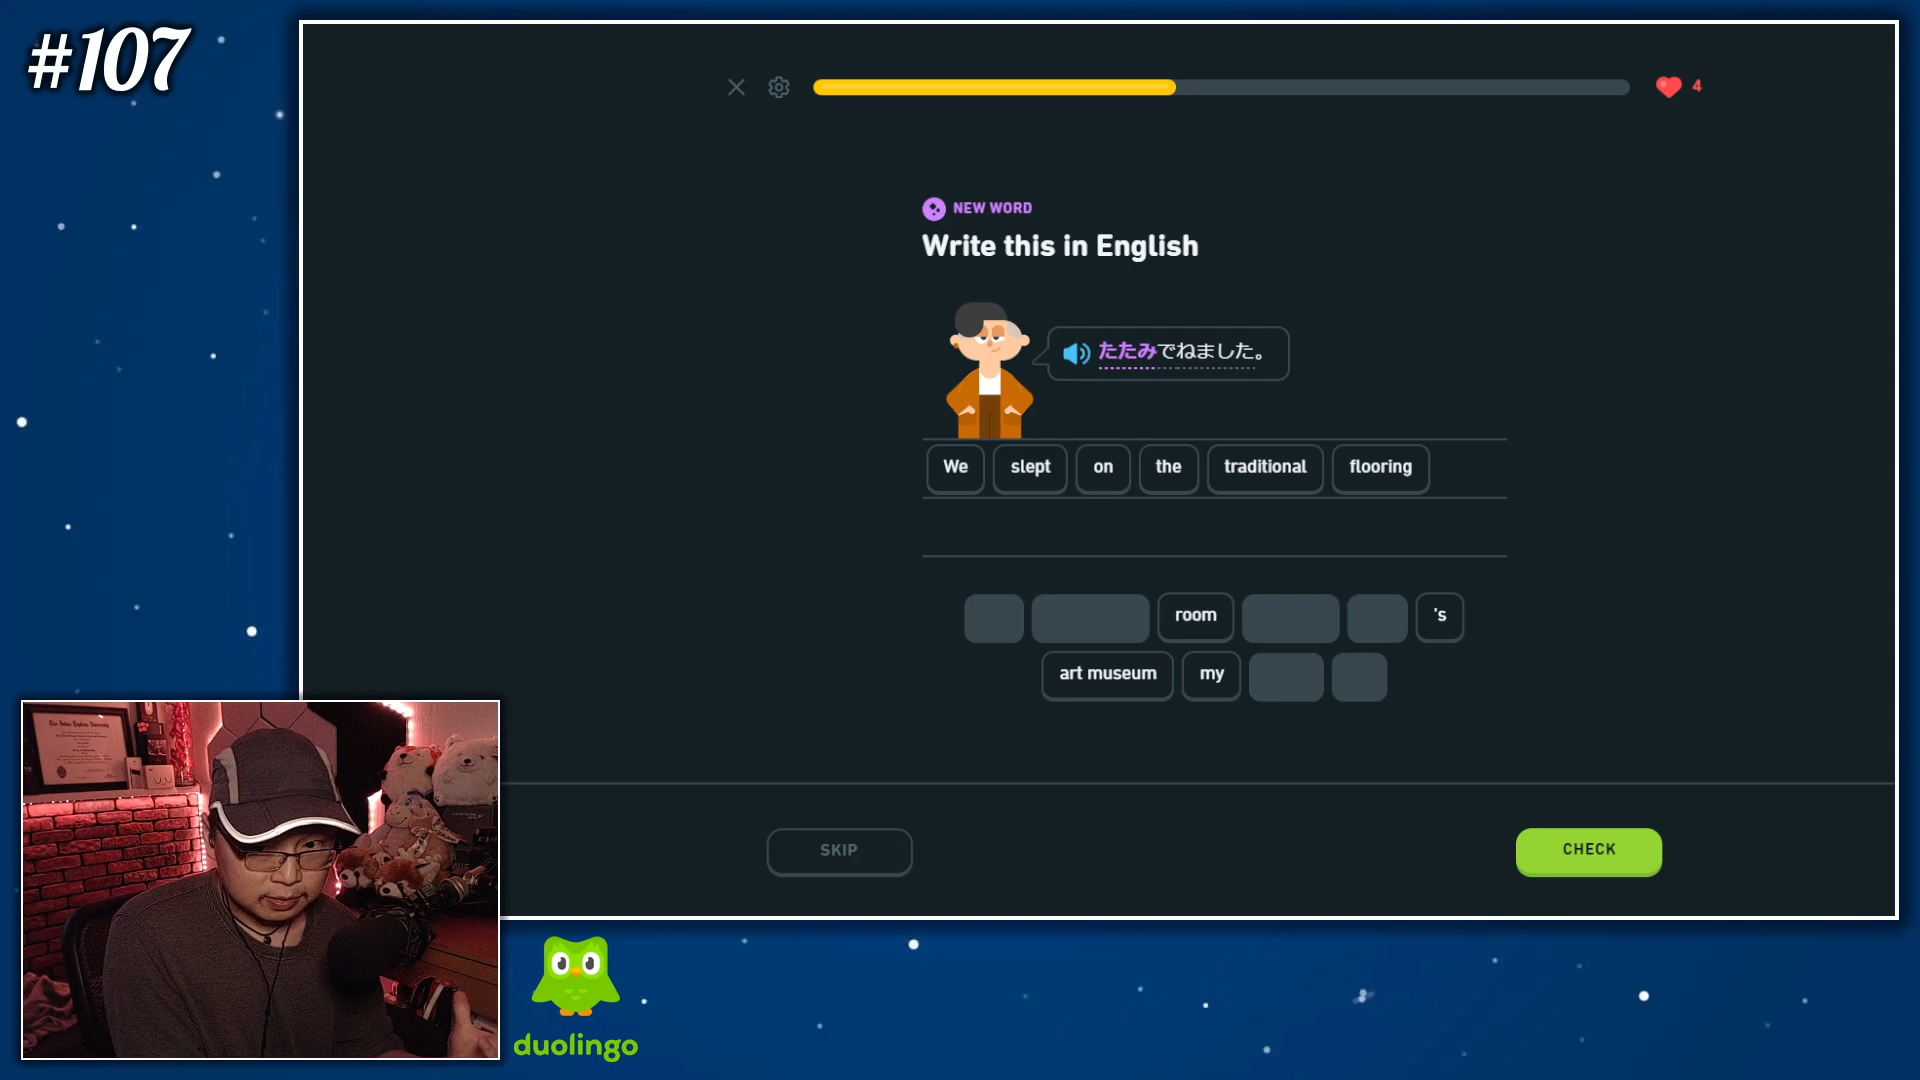 #107
4
NEW WORD
Write this in English
たたみでねました。
We slept on the traditional flooring
room 's
art museum my
SKIP CHECK
duolingo